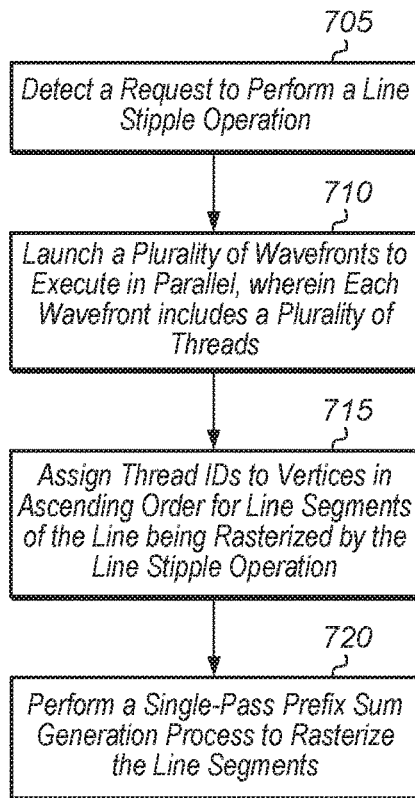 705
Detect a Request to Perform a Line
Stipple Operation
710
Launch a Plurality of Wavefronts to
Execute in Parallel, wherein Each
Wavefront includes a Plurality of
Threads
715
Assign Thread IDs to Vertices in
Ascending Order for Line Segments
of the Line being Rasterized by the
Line Stipple Operation
720
Perform a Single-Pass Prefix Sum
Generation Process to Rasterize
the Line Segments